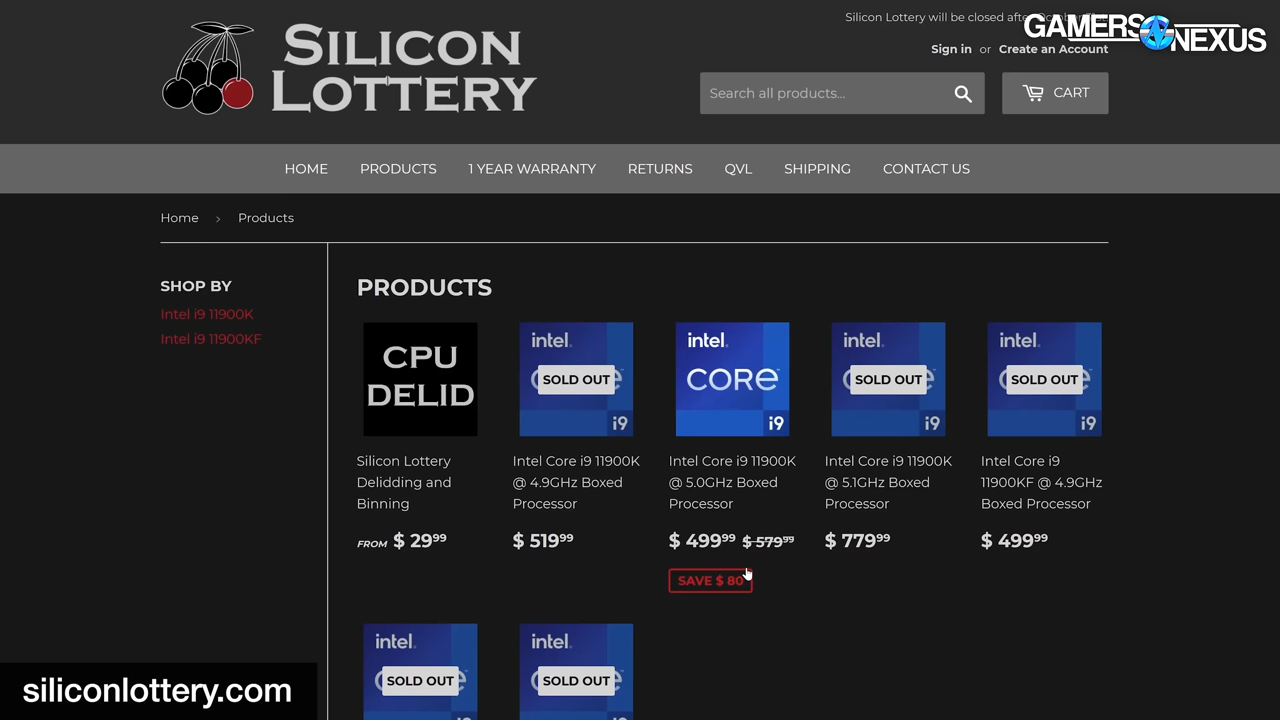 Silicon Lottery will be closed after
GAMERS NEXUS
SILICON LOTTERY
Sign in or Create an Account
Search all products...
CART
HOME PRODUCTS 1 YEAR WARRANTY RETURNS QVL SHIPPING CONTACT US
Home > Products
SHOP BY
Intel i9 11900K
Intel i9 11900KF
PRODUCTS
CPU DELID
intel. SOLD OUT i9
intel. CORE i9
intel. SOLD OUT i9
intel. SOLD OUT i9
Silicon Lottery Delidding and Binning
FROM $ 29.99
Intel Core i9 11900K @ 4.9GHz Boxed Processor
$ 519.99
Intel Core i9 11900K @ 5.0GHz Boxed Processor
$ 499.99 $ 579.99
SAVE $ 80
Intel Core i9 11900K @ 5.1GHz Boxed Processor
$ 779.99
Intel Core i9 11900KF @ 4.9GHz Boxed Processor
$ 499.99
intel. SOLD OUT
intel. SOLD OUT
siliconlottery.com